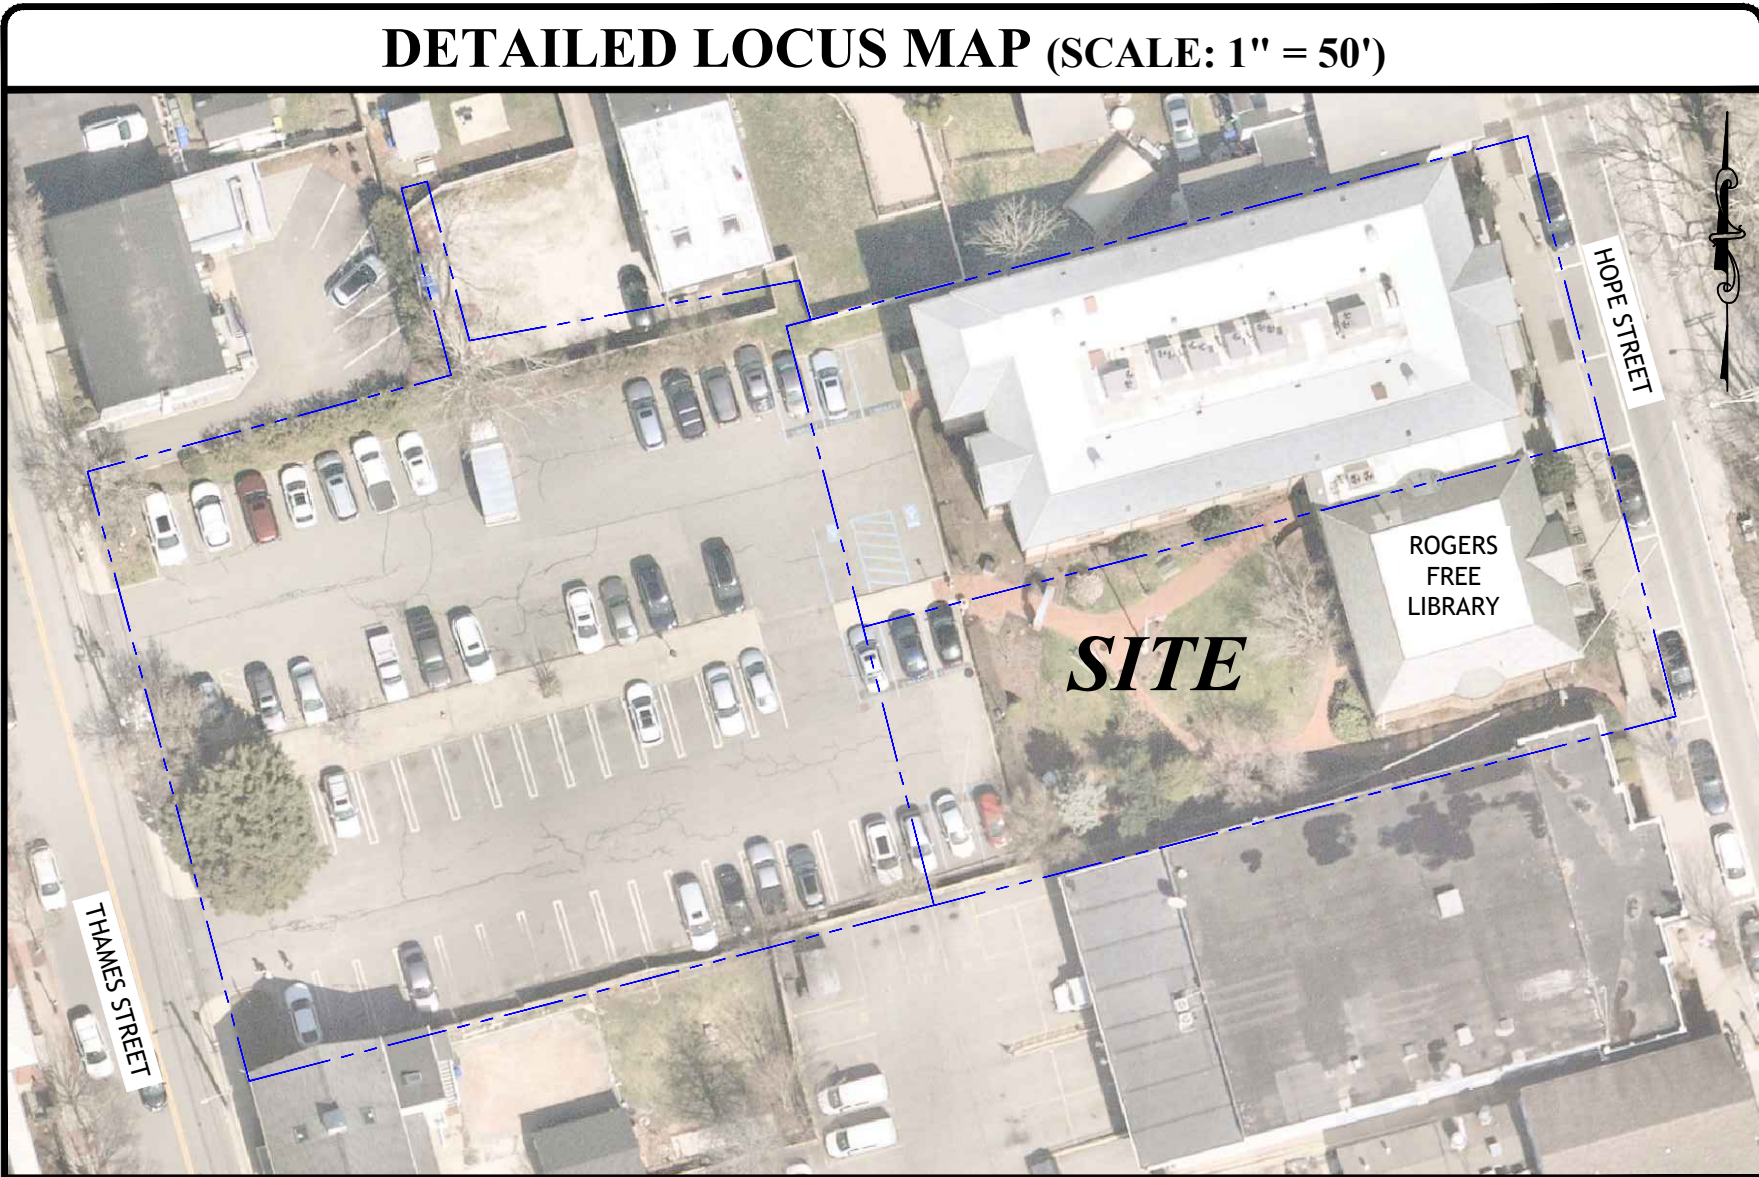 DETAILED LOCUS MAP (SCALE: 1" = 50')
HOPE STREET
ROGERS
FREE
LIBRARY
SITE
THAMES STREET